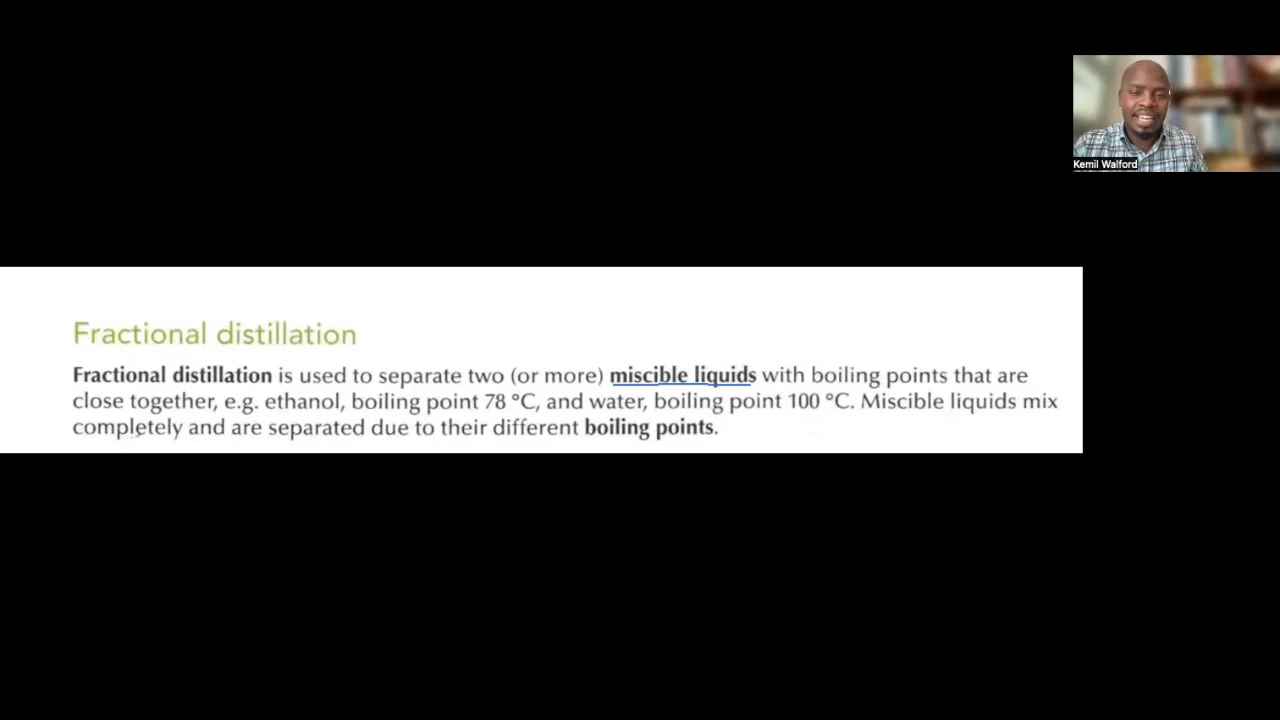 Kemil Walford
Fractional distillation
Fractional distillation is used to separate two (or more) miscible liquids with boiling points that are
close together, e.g. ethanol, boiling point 78 °C, and water, boiling point 100 °C. Miscible liquids mix
completely and are separated due to their different boiling points.